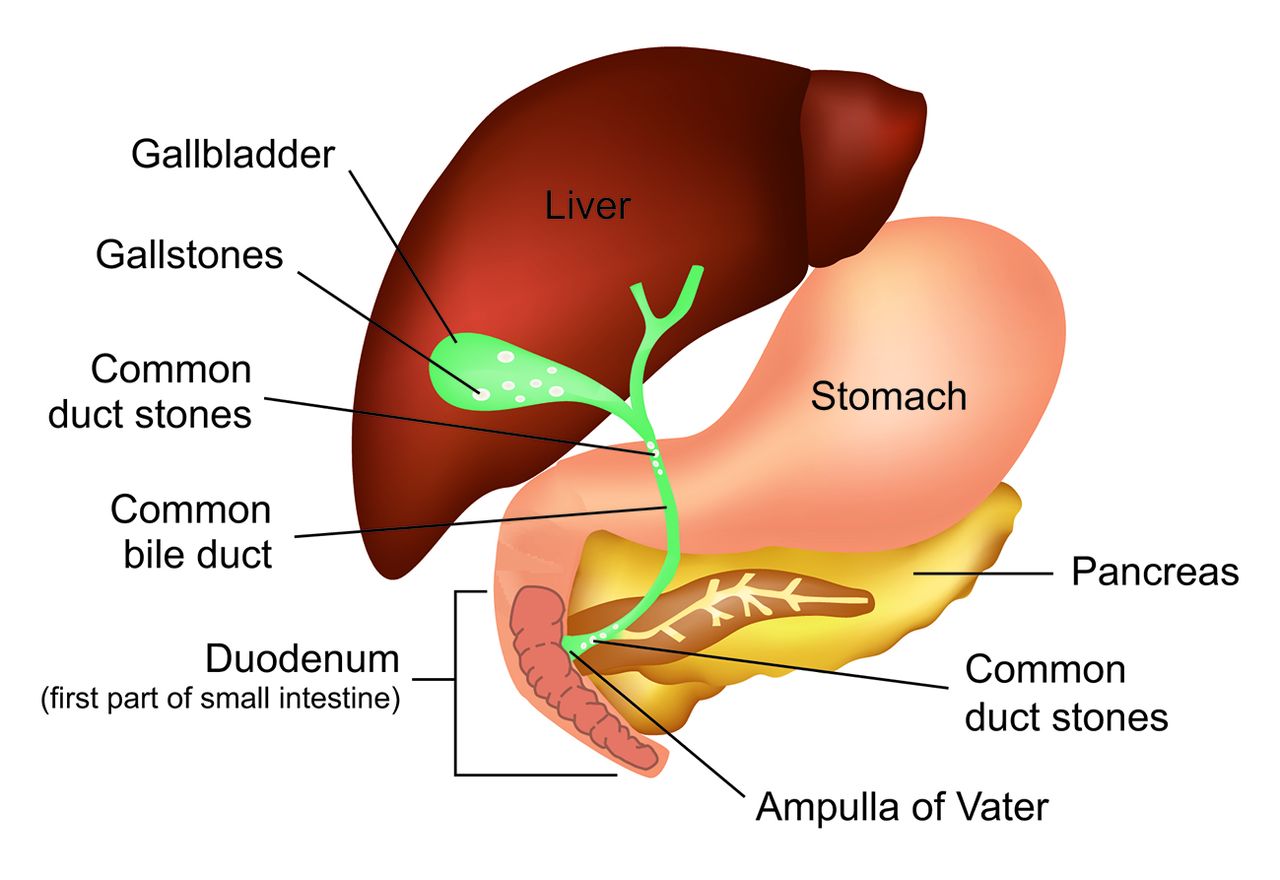 Gallbladder
Liver
Gallstones
Common
duct stones
Stomach
Common
bile duct
Pancreas
Duodenum
(first part of small intestine)
Common
duct stones
Ampulla of Vater